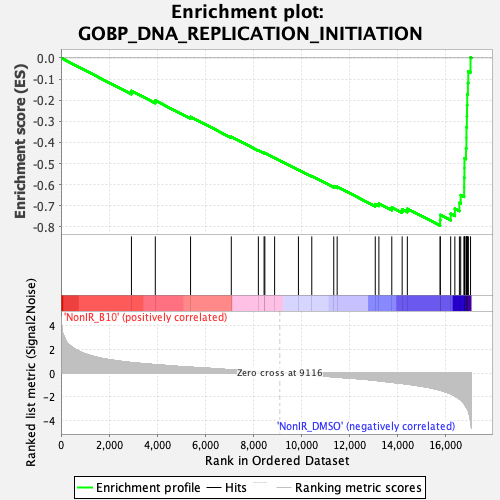 Enrichment plot:
GOBP_DNA_REPLICATION_INITIATION
Enrichment score (ES)
0.0
-0.1
-0.2
-0.3
-0.4
-0.5
-0.6
-0.7
-0.8
'NonIR_B10' (positively correlated)
Ranked list metric (Signal2Noise)
4
2
0
-2
-4
Zero cross at 9116
'NonIR_DMSO' (negatively correlated)
0 2,000 4,000 6,000 8,000 10,000 12,000 14,000 16,000
Rank in Ordered Dataset
Enrichment profile Hits Ranking metric scores